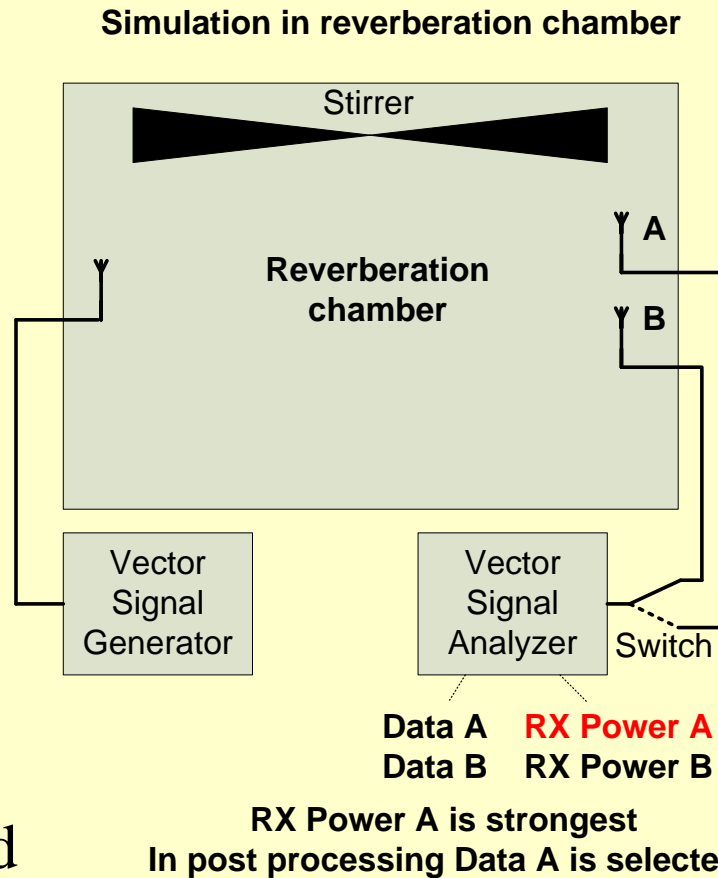 Simulation in reverberation chamber
Stirrer
A
Reverberation
chamber
B
Vector
Signal
Generator
Vector
Signal
Analyzer
Switch
Data A RX Power A
Data B RX Power B
RX Power A is strongest
d In post processing Data A is selecte